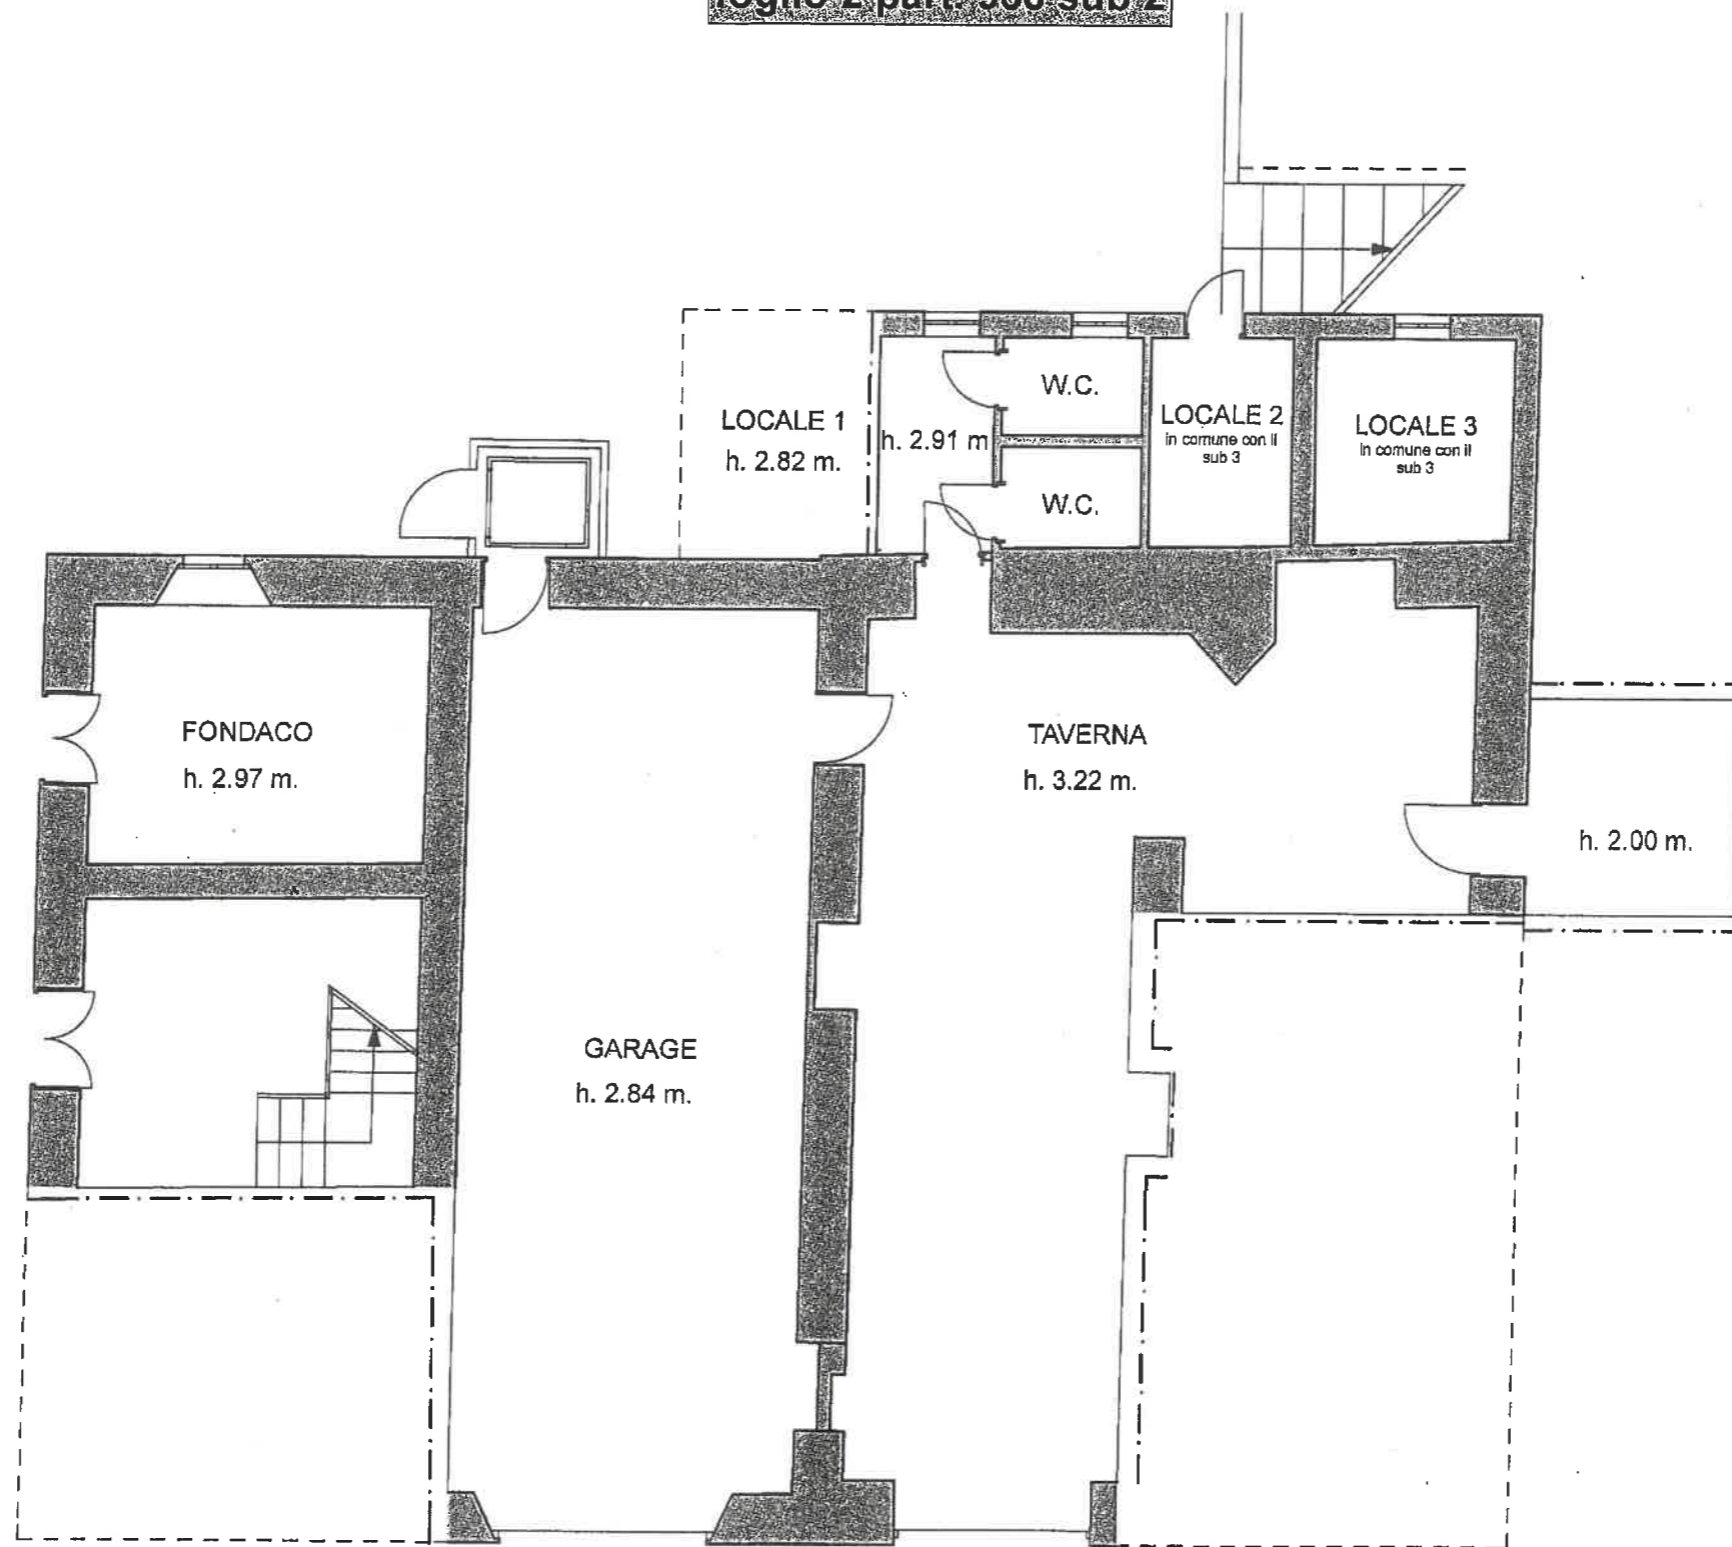 LOCALE 1
h. 2.82 m.
h. 2.91 m
W.C.
W.C.
LOCALE 2
in comune con il
sub 3
LOCALE 3
in comune con il
sub 3
FONDACO
h. 2.97 m.
TAVERNA
h. 3.22 m.
h. 2.00 m.
GARAGE
h. 2.84 m.